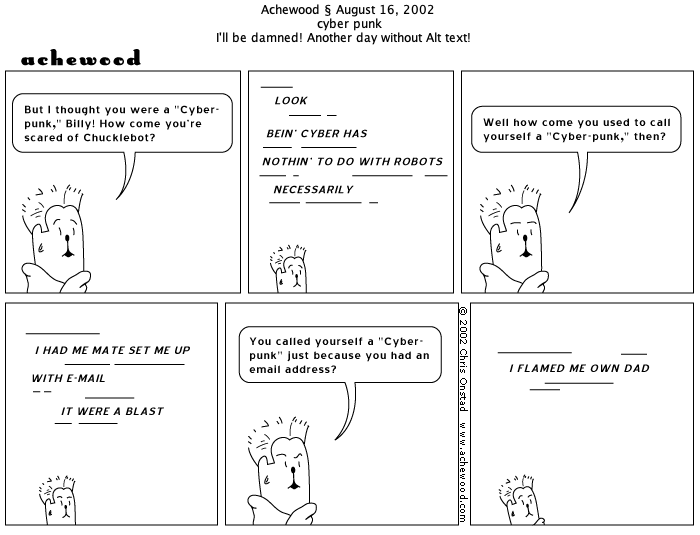 Achewood § August 16, 2002
cyber punk
I'll be damned! Another day without Alt text!
achewood
But I thought you were a "Cyber-
punk," Billy! How come you're
scared of Chucklebot?
LOOK
BEIN' CYBER HAS
NOTHIN' TO DO WITH ROBOTS
NECESSARILY
Well how come you used to call
yourself a "Cyber-punk," then?
I HAD ME MATE SET ME UP
WITH E-MAIL
IT WERE A BLAST
You called yourself a "Cyber-
punk" just because you had an
email address?
© 2002 Chris Onstad www.achewood.com
I FLAMED ME OWN DAD